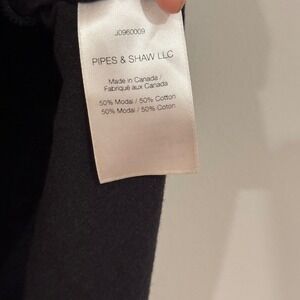 J0960009
PIPES & SHAW LLC
Made in Canada /
Fabriqué aux Canada
50% Modal / 50% Cotton
50% Modal / 50% Coton